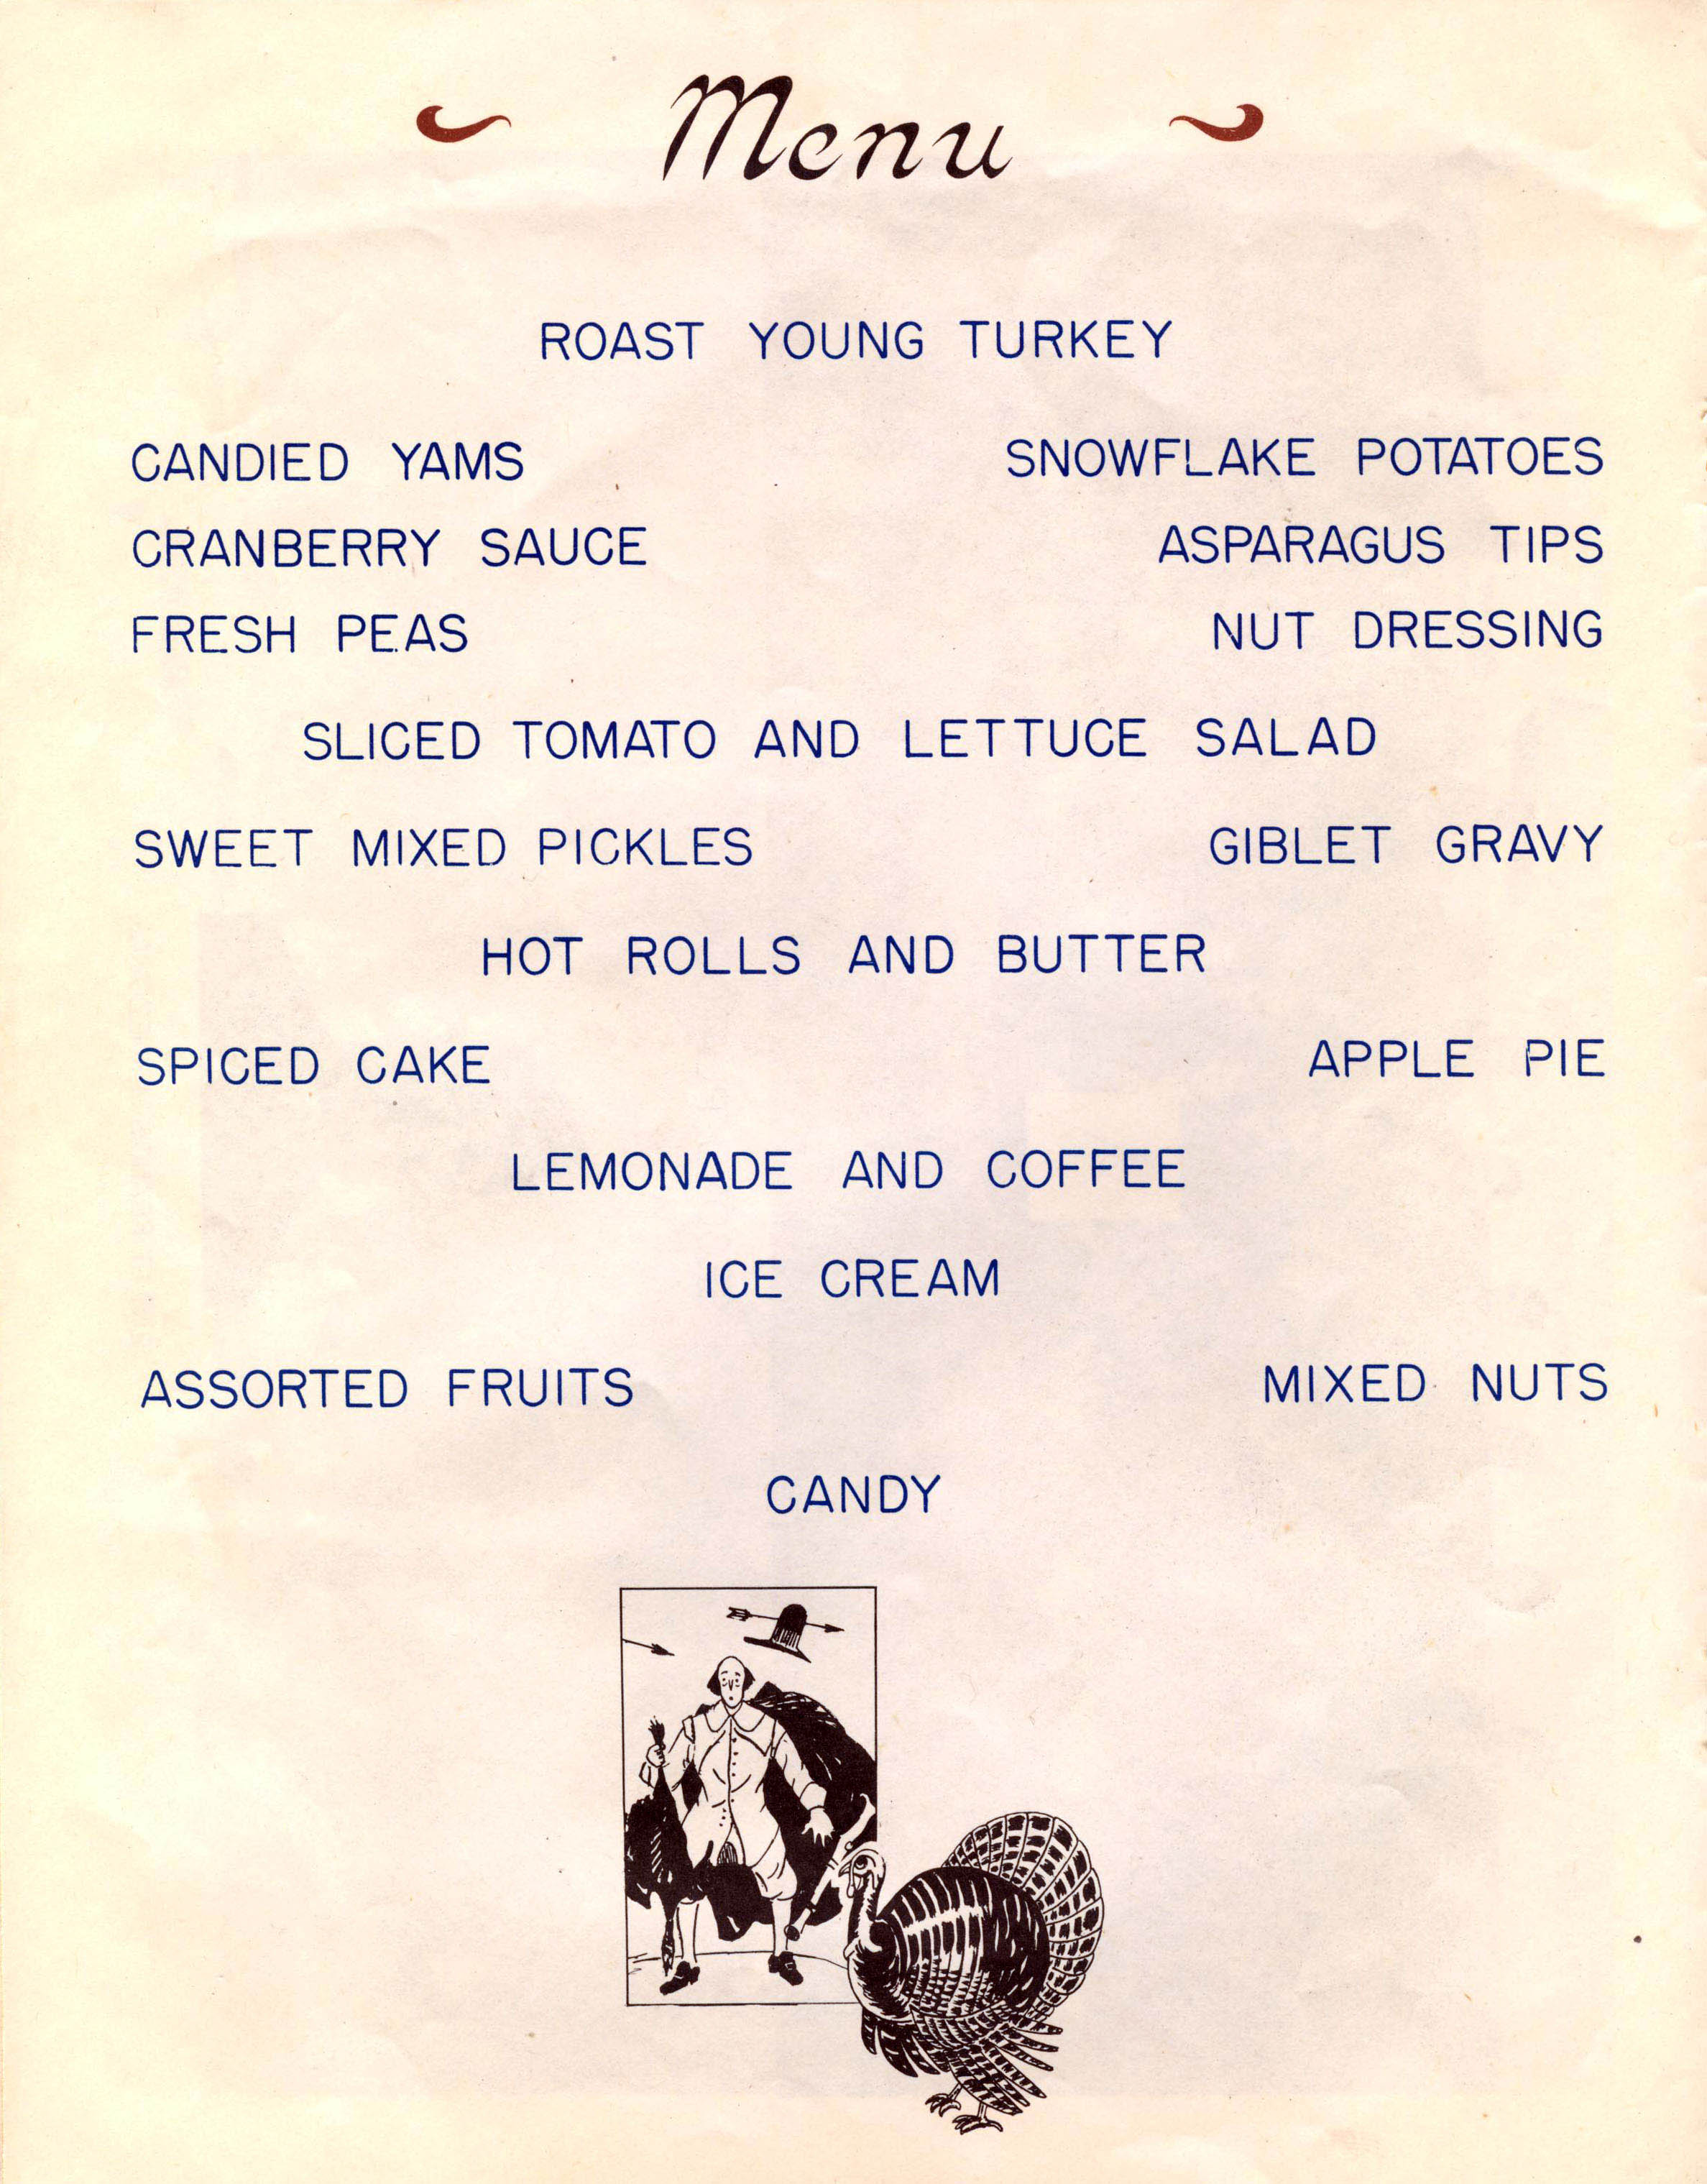 Menu
ROAST YOUNG TURKEY
CANDIED YAMS SNOWFLAKE POTATOES
CRANBERRY SAUCE ASPARAGUS TIPS
FRESH PEAS NUT DRESSING
SLICED TOMATO AND LETTUCE SALAD
SWEET MIXED PICKLES GIBLET GRAVY
HOT ROLLS AND BUTTER
SPICED CAKE APPLE PIE
LEMONADE AND COFFEE
ICE CREAM
ASSORTED FRUITS MIXED NUTS
CANDY